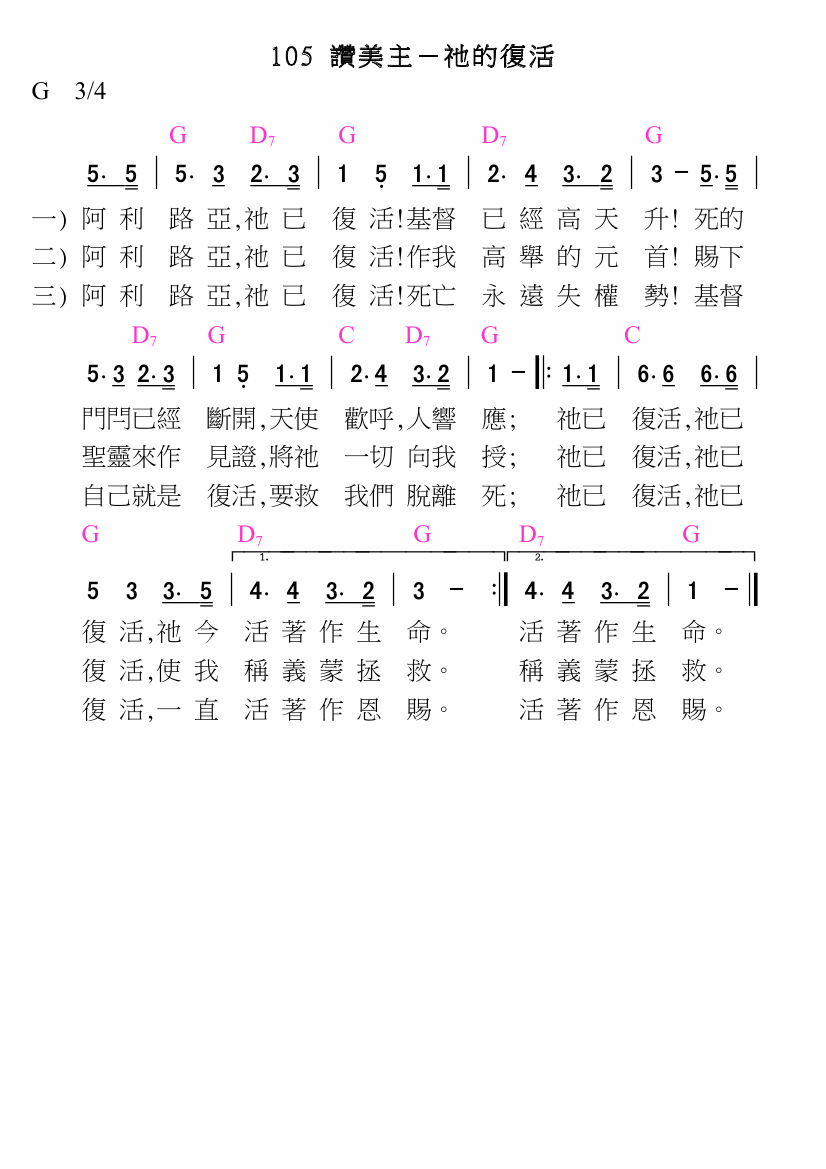 105 讚美主－祂的復活
G 3/4
G D7 G D7 G
5. 5 | 5. 3 2. 3 | 1 5̣ 1. 1 | 2. 4 3. 2 | 3 - 5. 5 |
一) 阿利 路亞,祂已 復活!基督 已經高天 升! 死的
二) 阿利 路亞,祂已 復活!作我 高舉的元 首! 賜下
三) 阿利 路亞,祂已 復活!死亡 永遠失權 勢! 基督
D7 G C D7 G C
5. 3 2. 3 | 1 5̣ 1. 1 | 2. 4 3. 2 | 1 - ‖: 1. 1 | 6. 6 6. 6 |
門閂已經 斷開,天使 歡呼,人響 應; 祂已 復活,祂已
聖靈來作 見證,將祂 一切向我 授; 祂已 復活,祂已
自己就是 復活,要救 我們脫離 死; 祂已 復活,祂已
G D7 G D7 G
1. 2.
5 3 3. 5 | 4. 4 3. 2 | 3 - :‖ 4. 4 3. 2 | 1 - ‖
復活,祂今 活著作生 命。 活著作生 命。
復活,使我 稱義蒙拯 救。 稱義蒙拯 救。
復活,一直 活著作恩 賜。 活著作恩 賜。